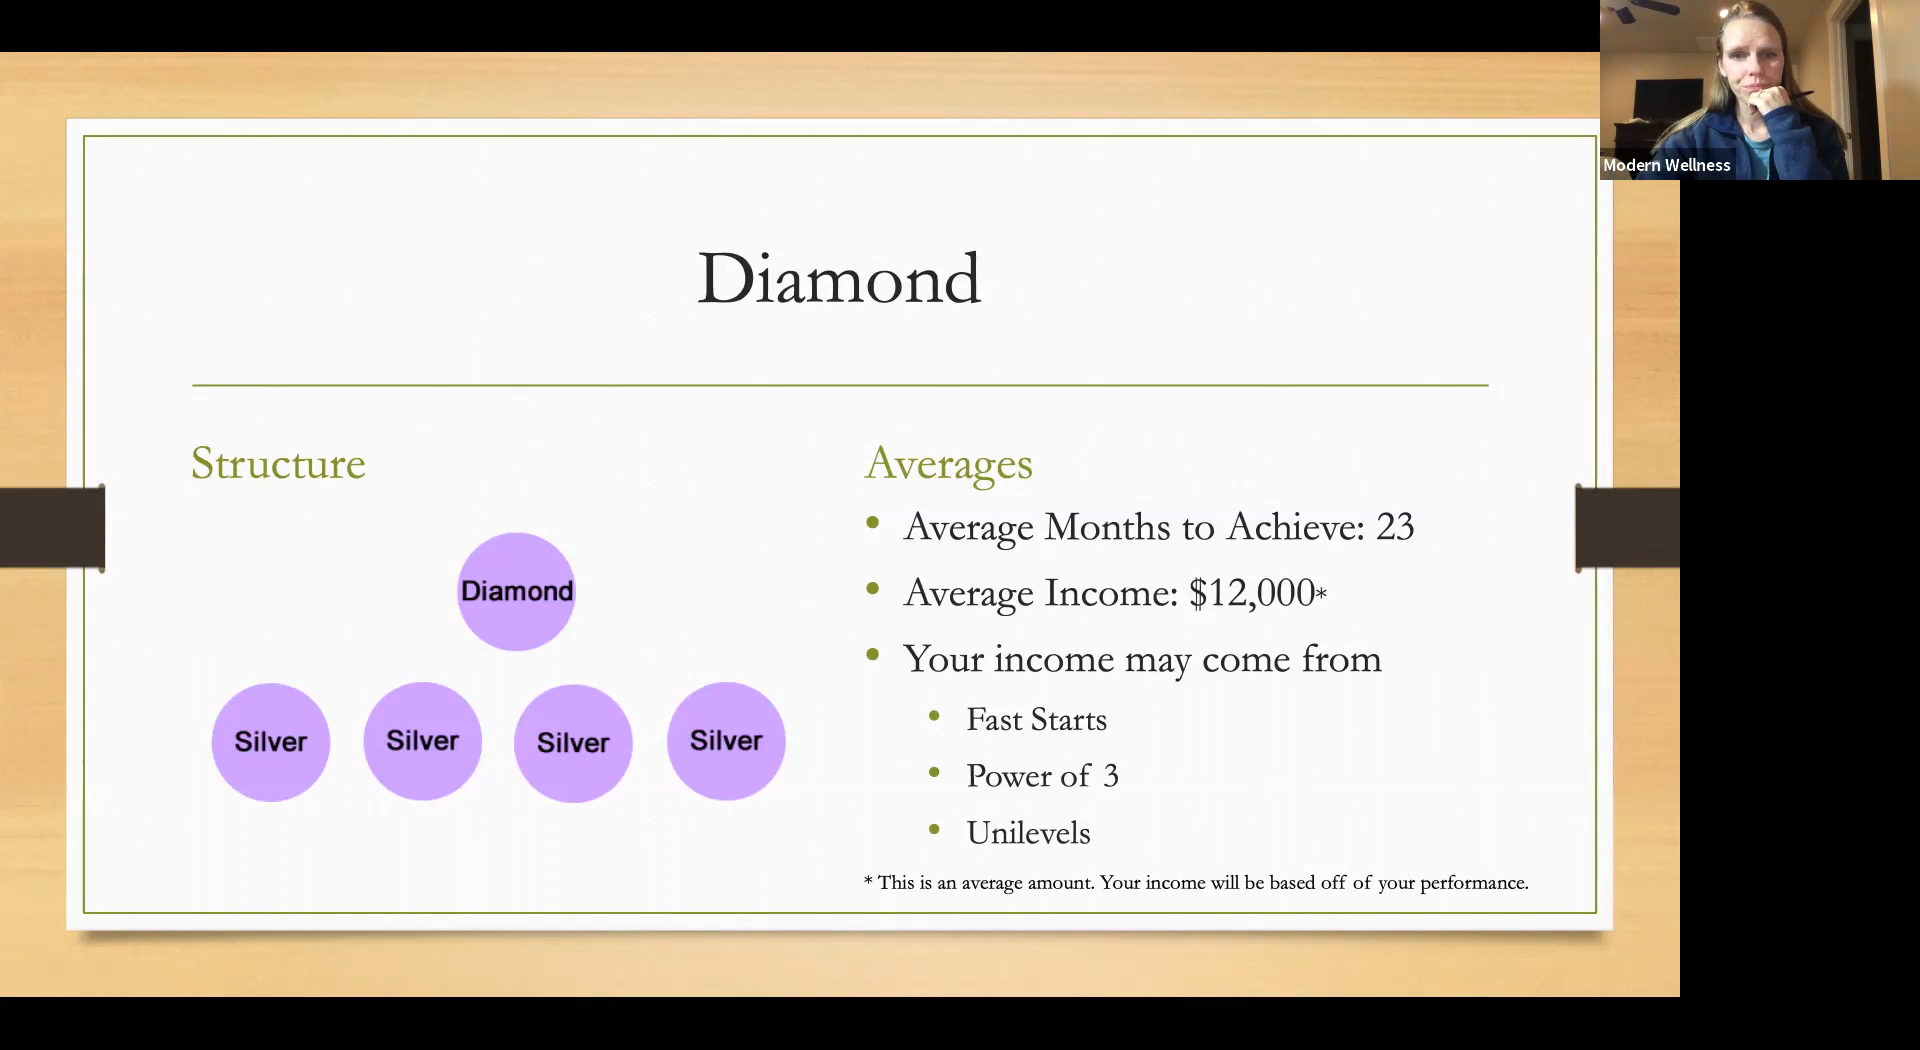 Modern Wellness
Diamond
Structure
Diamond
Silver Silver Silver Silver
Averages
• Average Months to Achieve: 23
• Average Income: $12,000*
• Your income may come from
• Fast Starts
• Power of 3
• Unilevels
* This is an average amount. Your income will be based off of your performance.